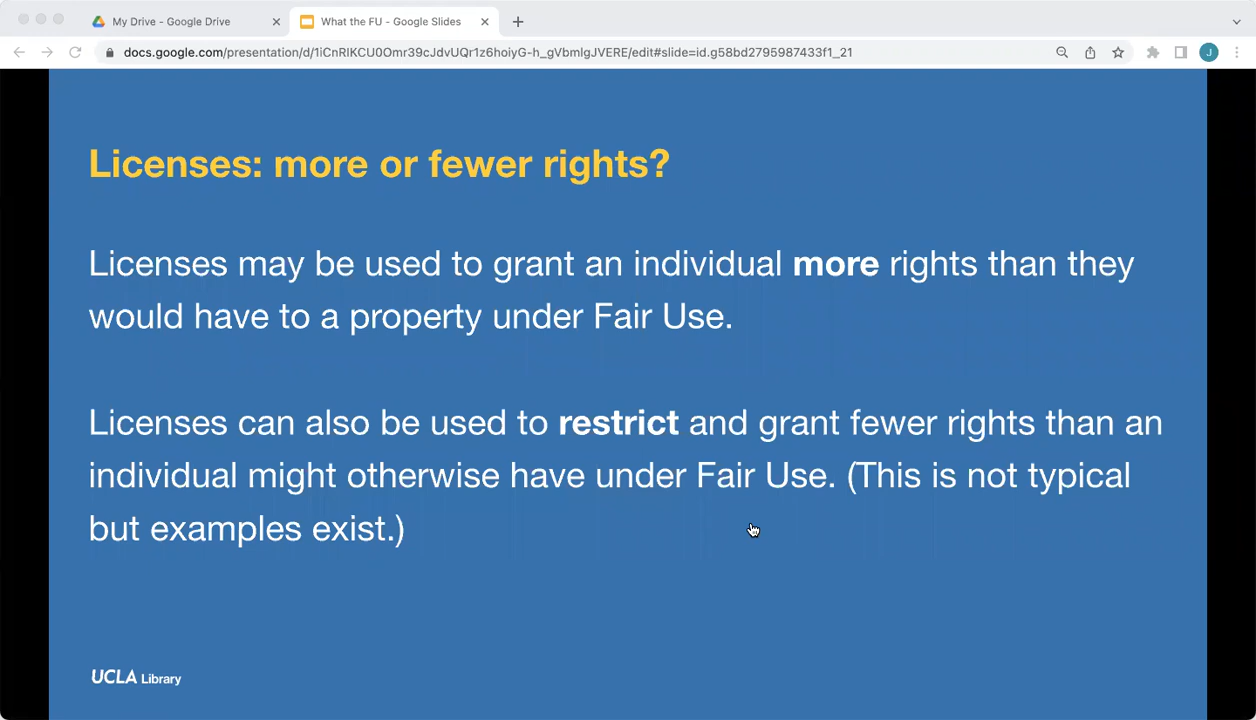 My Drive - Google Drive
What the FU - Google Slides
docs.google.com/presentation/d/1iCnRlKCU0Omr39cJdvUQr1z6hoiyG-h_gVbmlgJVERE/edit#slide=id.g58bd2795987433f1_21
J
Licenses: more or fewer rights?
Licenses may be used to grant an individual more rights than they
would have to a property under Fair Use.
Licenses can also be used to restrict and grant fewer rights than an
individual might otherwise have under Fair Use. (This is not typical
but examples exist.)
UCLA Library